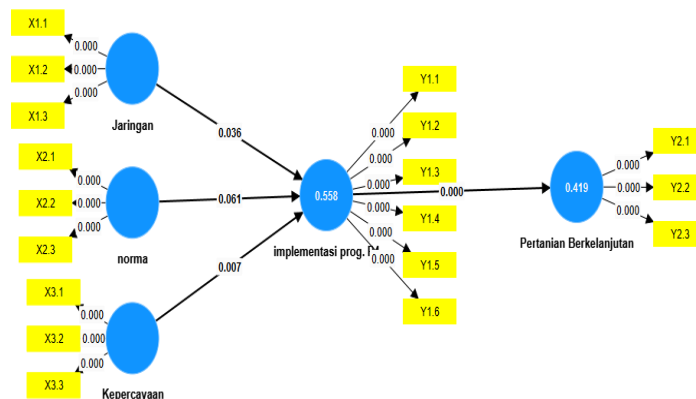 X1.1
0.000
X1.2
0.000
0.000
X1.3
Jaringan
0.036
X2.1
0.000
X2.2
0.000
0.000
X2.3
norma
0.061
X3.1
0.000
X3.2
0.000
0.000
X3.3
Kepercayaan
0.007
0.558
implementasi prog.
Y1.1
0.000
Y1.2
0.000
Y1.3
0.000
0.000
Y1.4
0.000
Y1.5
0.000
Y1.6
0.000
0.419
Pertanian Berkelanjutan
Y2.1
0.000
Y2.2
0.000
0.000
Y2.3